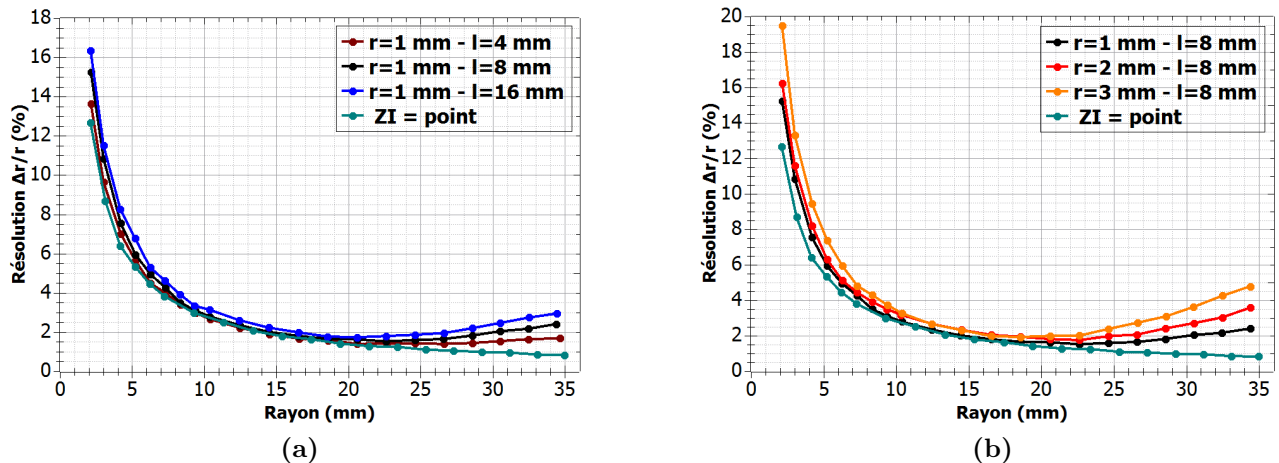 18
16
14
12
10
8
6
4
2
0
Résolution Δr/r (%)
r=1 mm - l=4 mm
r=1 mm - l=8 mm
r=1 mm - l=16 mm
ZI = point
0 5 10 15 20 25 30 35
Rayon (mm)
(a)
20
18
16
14
12
10
8
6
4
2
0
Résolution Δr/r (%)
r=1 mm - l=8 mm
r=2 mm - l=8 mm
r=3 mm - l=8 mm
ZI = point
0 5 10 15 20 25 30 35
Rayon (mm)
(b)